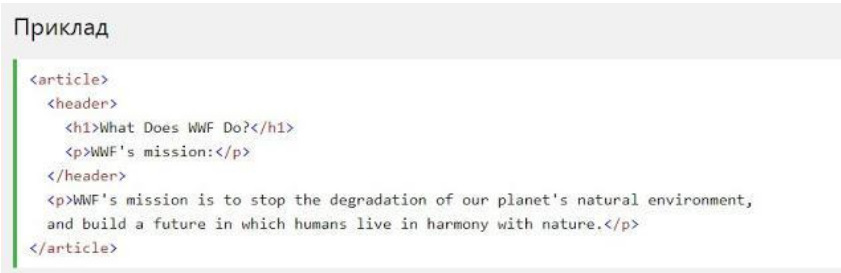 Приклад
<article>
<header>
<h1>What Does WWF Do?</h1>
<p>WWF's mission:</p>
</header>
<p>WWF's mission is to stop the degradation of our planet's natural environment,
and build a future in which humans live in harmony with nature.</p>
</article>